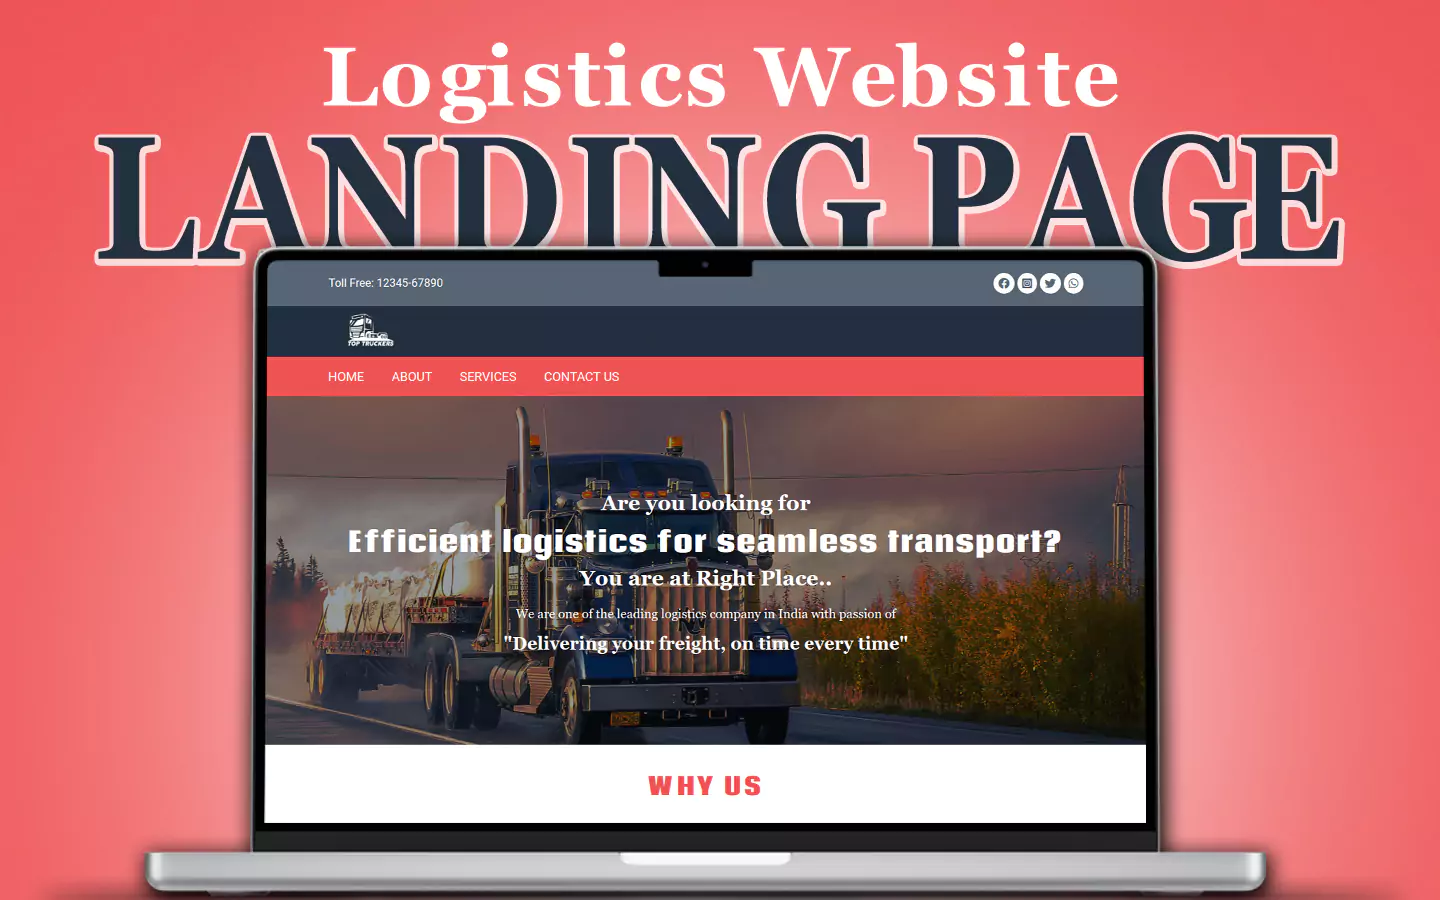 Logistics Website
LANDING PAGE
Toll Free: 12345-67890
TOP TRUCKERS
HOME ABOUT SERVICES CONTACT US
Are you looking for
Efficient logistics for seamless transport?
You are at Right Place..
We are one of the leading logistics company in India with passion of
"Delivering your freight, on time every time"
WHY US